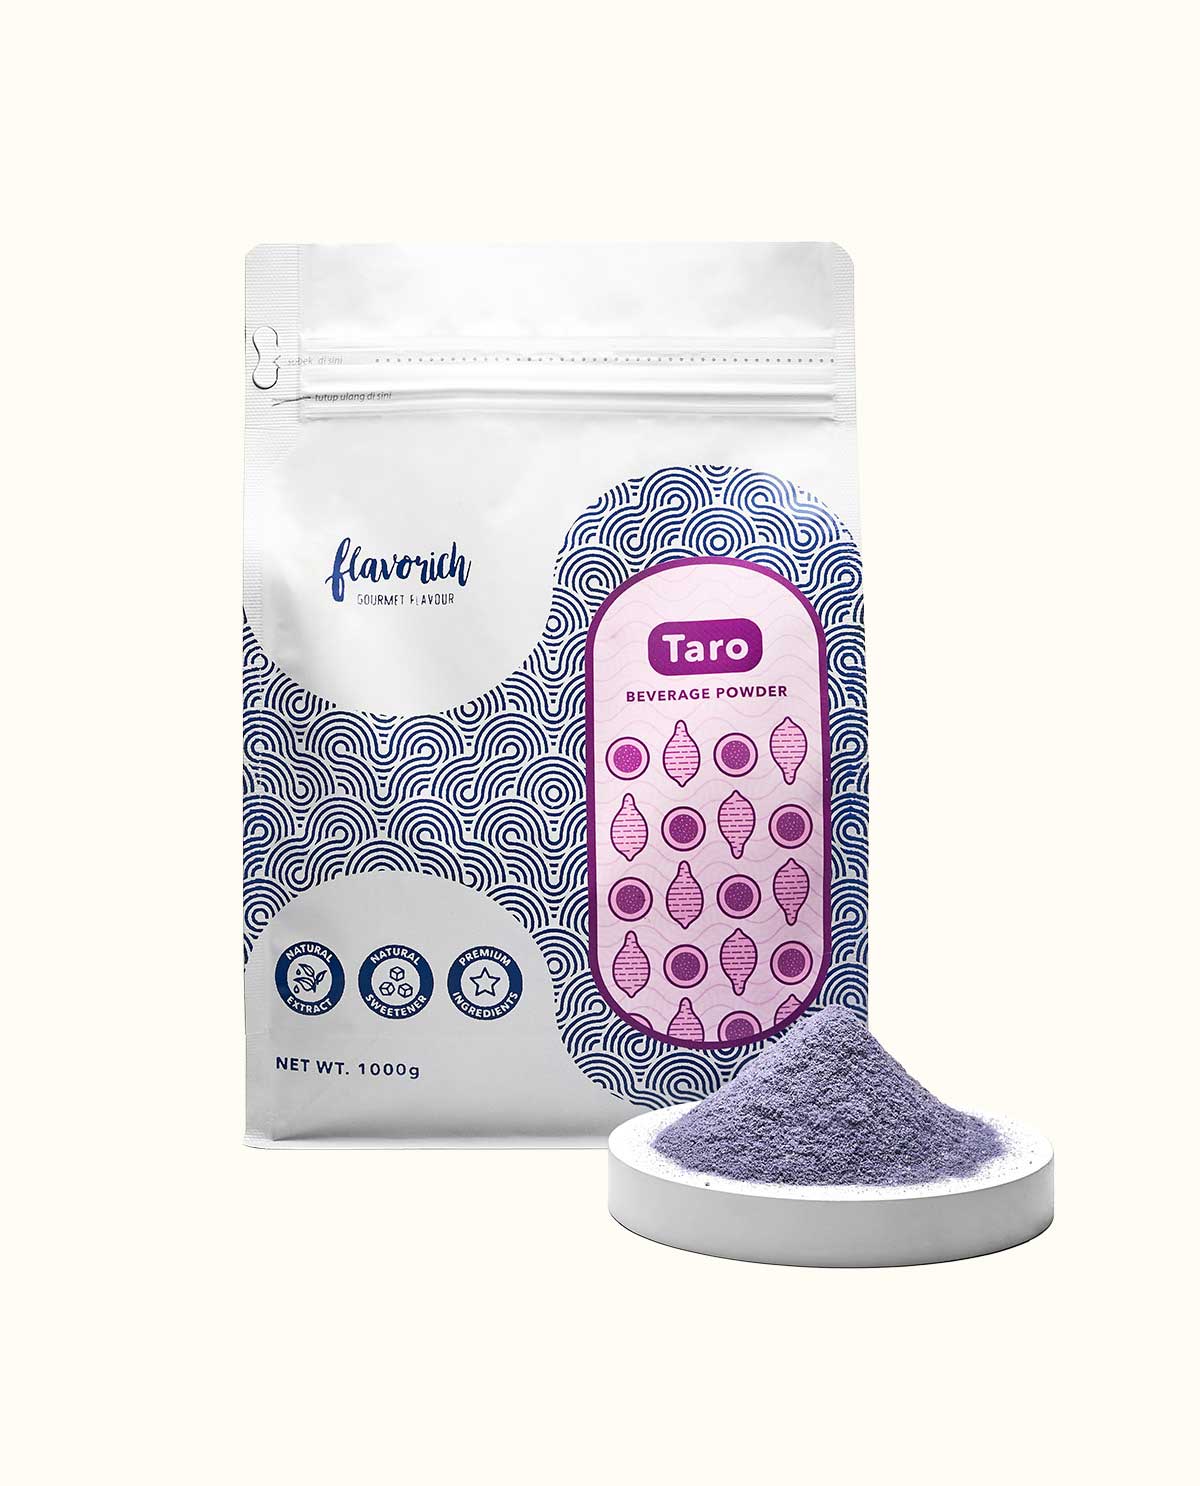 sobek di sini
tutup ulang di sini
flavorich
GOURMET FLAVOUR
Taro
BEVERAGE POWDER
NATURAL
EXTRACT
NATURAL
SWEETENER
PREMIUM
INGREDIENTS
NET WT. 1000g